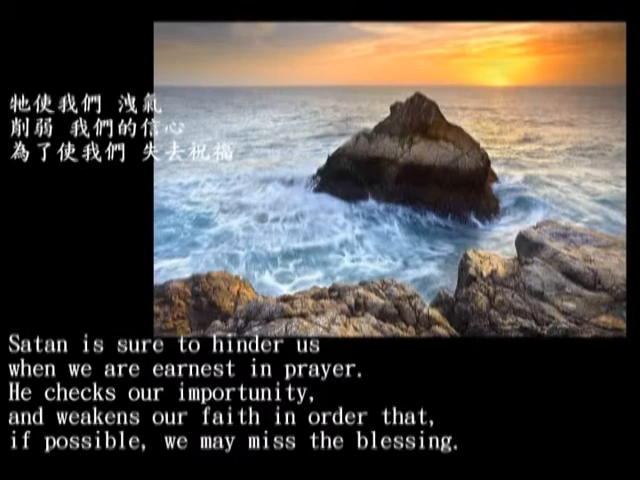 牠使我們 洩氣
削弱 我們的信心
為了使我們 失去祝福
Satan is sure to hinder us
when we are earnest in prayer.
He checks our importunity,
and weakens our faith in order that,
if possible, we may miss the blessing.